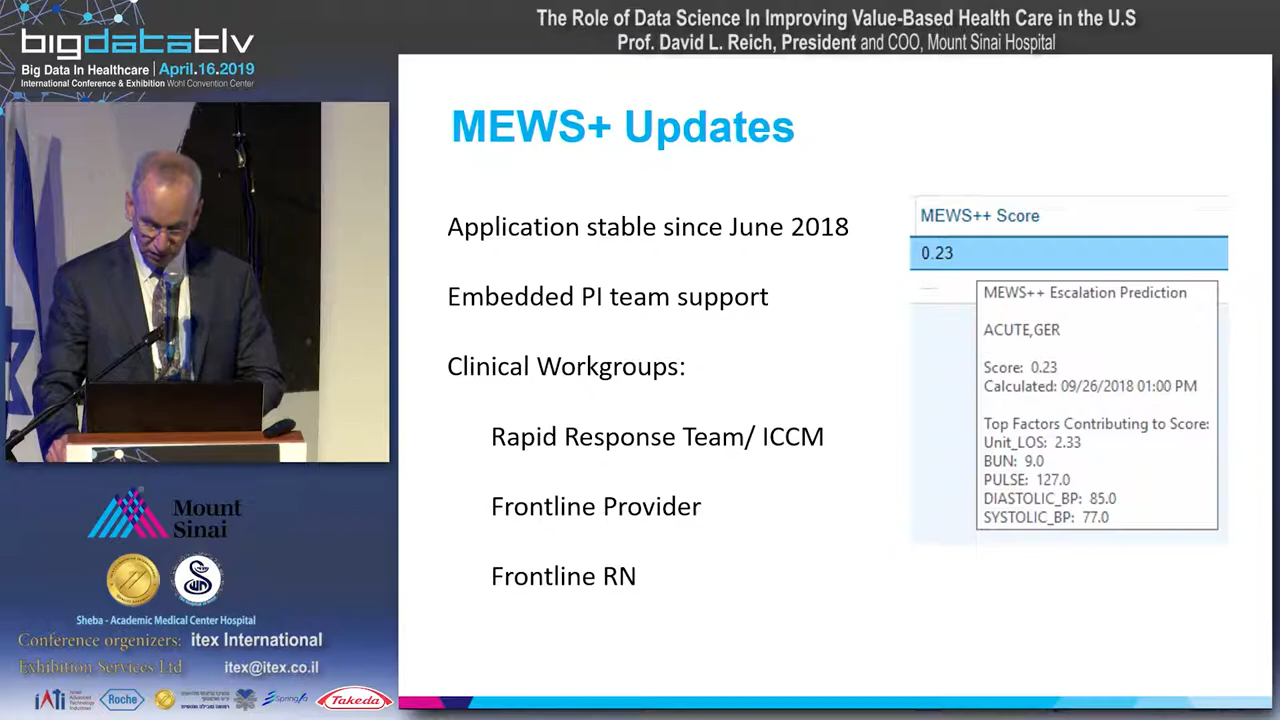 The Role of Data Science In Improving Value-Based Health Care in the U.S
Prof. David L. Reich, President and COO, Mount Sinai Hospital
bigdatatlv
Big Data In Healthcare | April.16.2019
International Conference & Exhibition Wohl Convention Center
MEWS+ Updates
Application stable since June 2018
Embedded PI team support
Clinical Workgroups:
Rapid Response Team/ ICCM
Frontline Provider
Frontline RN
MEWS++ Score
0.23
MEWS++ Escalation Prediction
ACUTE,GER
Score: 0.23
Calculated: 09/26/2018 01:00 PM
Top Factors Contributing to Score:
Unit_LOS: 2.33
BUN: 9.0
PULSE: 127.0
DIASTOLIC_BP: 85.0
SYSTOLIC_BP: 77.0
Mount
Sinai
Sheba - Academic Medical Center Hospital
Conference organizers: itex International
Exhibition Services Ltd itex@itex.co.il
iATi Israel Advanced Technology Industries
Roche
Spring
Takeda